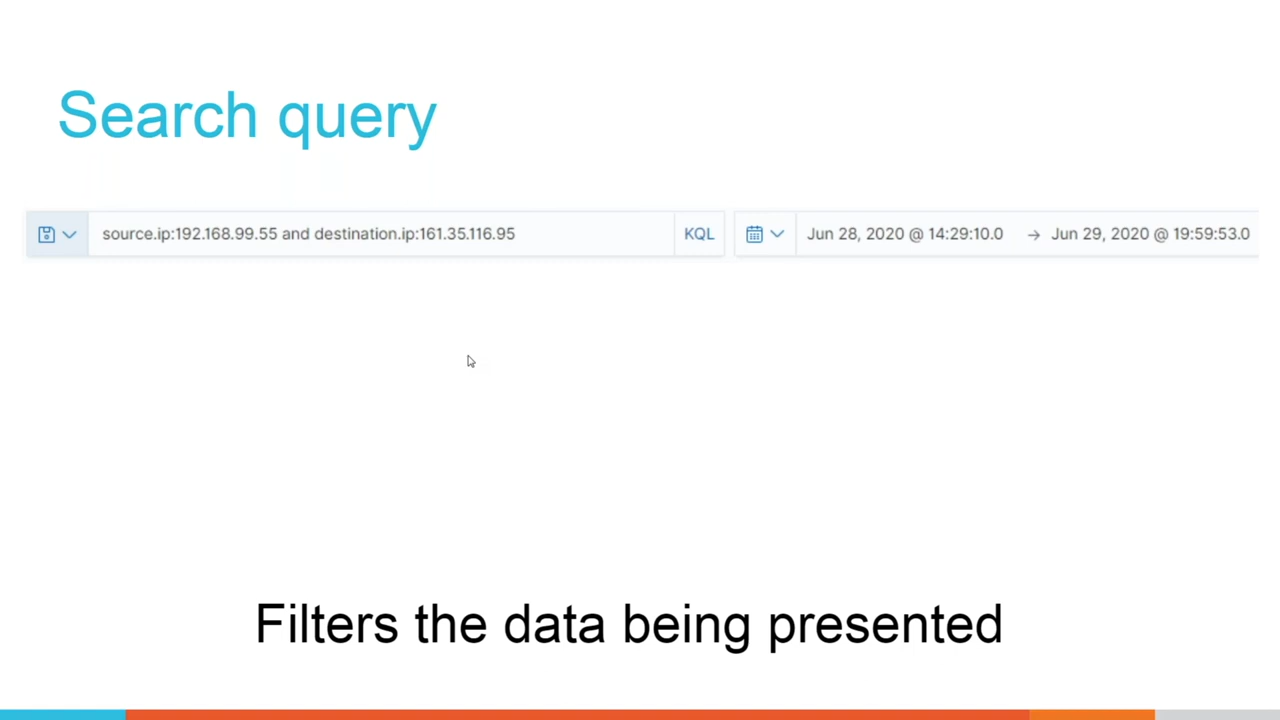 Search query
source.ip:192.168.99.55 and destination.ip:161.35.116.95 KQL Jun 28, 2020 @ 14:29:10.0 → Jun 29, 2020 @ 19:59:53.0
Filters the data being presented